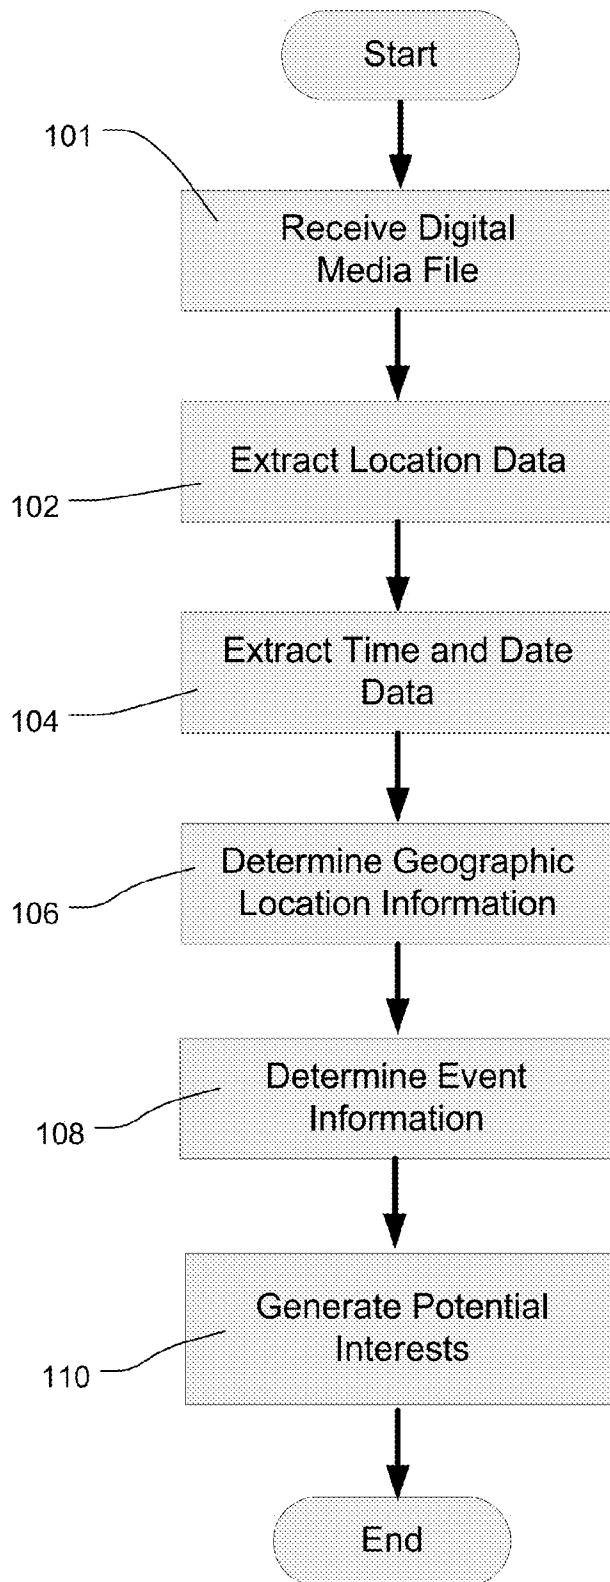 Start
101
Receive Digital
Media File
Extract Location Data
102
Extract Time and Date
Data
104
Determine Geographic
Location Information
106
Determine Event
Information
108
Generate Potential
Interests
110
End